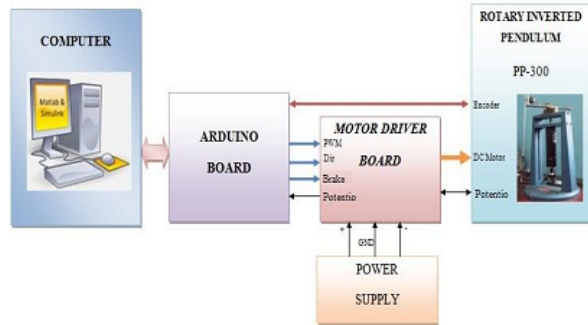 COMPUTER
Matlab &
Simulink
ARDUINO
BOARD
PWM
Dir
Brake
Potentio
MOTOR DRIVER
BOARD
ROTARY INVERTED
PENDULUM
PP-300
Encoder
DC Motor
Potentio
+
GND
-
POWER
SUPPLY